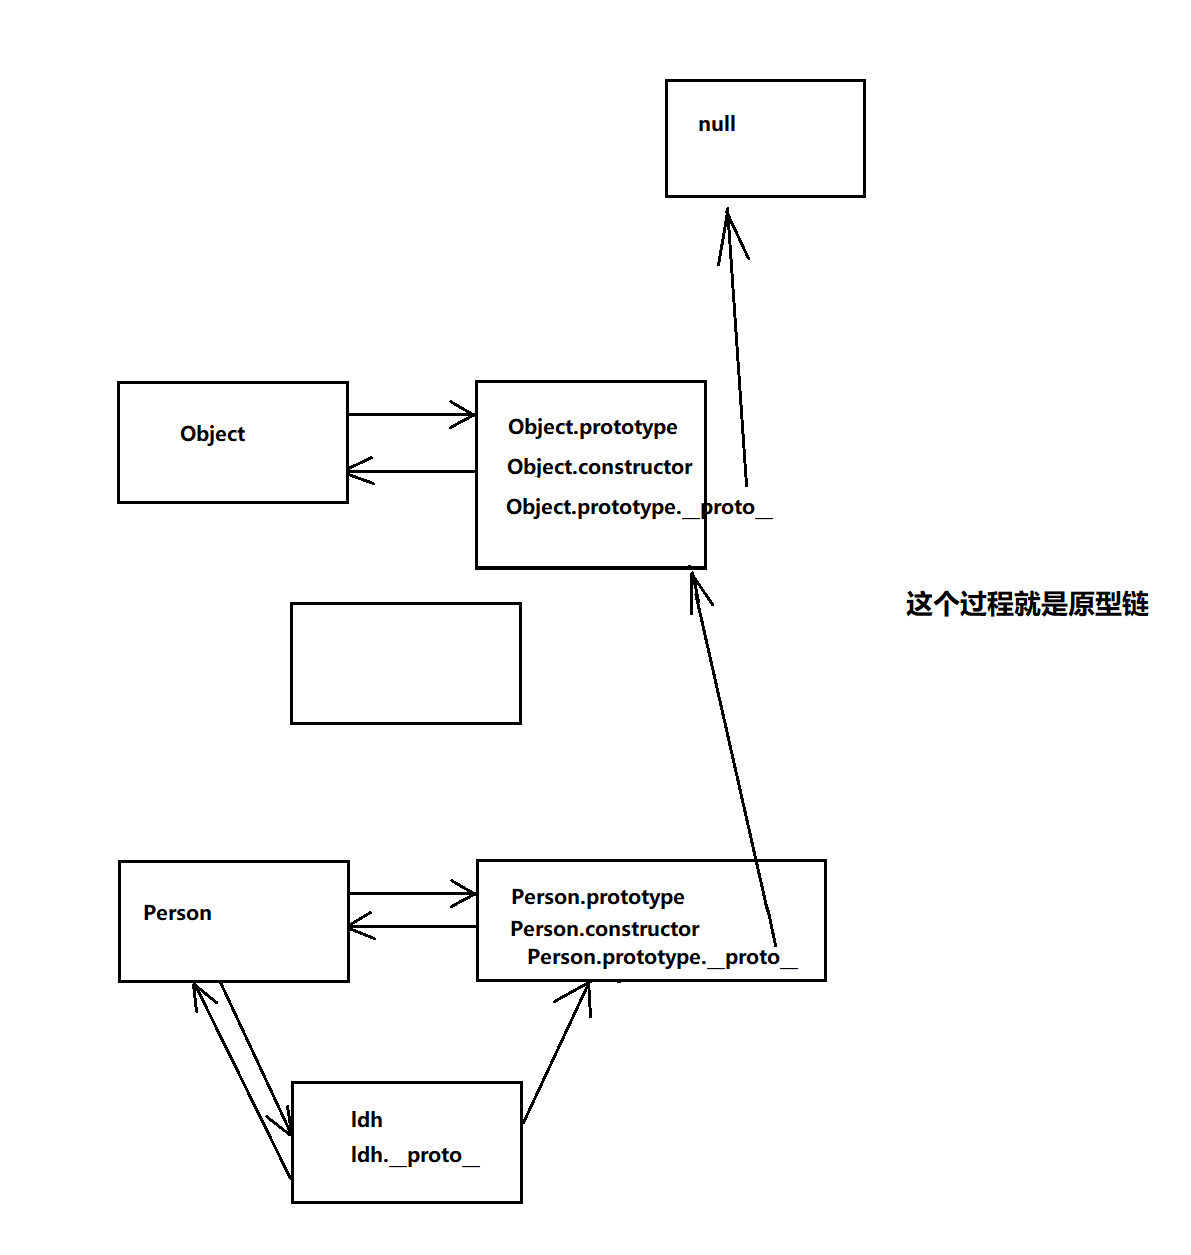 null
Object
Object.prototype
Object.constructor
Object.prototype.__proto__
这个过程就是原型链
Person
Person.prototype
Person.constructor
Person.prototype.__proto__
ldh
ldh.__proto__